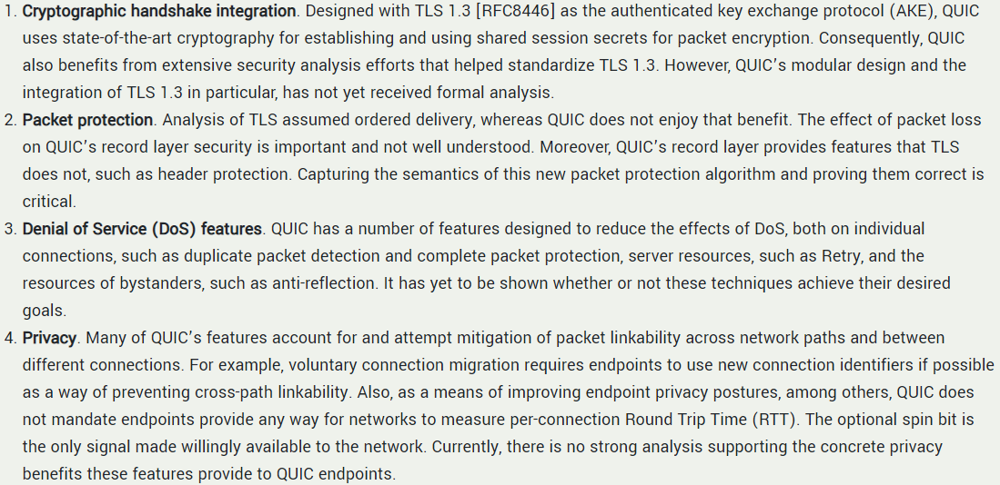 1. Cryptographic handshake integration. Designed with TLS 1.3 [RFC8446] as the authenticated key exchange protocol (AKE), QUIC
uses state-of-the-art cryptography for establishing and using shared session secrets for packet encryption. Consequently, QUIC
also benefits from extensive security analysis efforts that helped standardize TLS 1.3. However, QUIC's modular design and the
integration of TLS 1.3 in particular, has not yet received formal analysis.
2. Packet protection. Analysis of TLS assumed ordered delivery, whereas QUIC does not enjoy that benefit. The effect of packet loss
on QUIC's record layer security is important and not well understood. Moreover, QUIC's record layer provides features that TLS
does not, such as header protection. Capturing the semantics of this new packet protection algorithm and proving them correct is
critical.
3. Denial of Service (DoS) features. QUIC has a number of features designed to reduce the effects of DoS, both on individual
connections, such as duplicate packet detection and complete packet protection, server resources, such as Retry, and the
resources of bystanders, such as anti-reflection. It has yet to be shown whether or not these techniques achieve their desired
goals.
4. Privacy. Many of QUIC's features account for and attempt mitigation of packet linkability across network paths and between
different connections. For example, voluntary connection migration requires endpoints to use new connection identifiers if possible
as a way of preventing cross-path linkability. Also, as a means of improving endpoint privacy postures, among others, QUIC does
not mandate endpoints provide any way for networks to measure per-connection Round Trip Time (RTT). The optional spin bit is
the only signal made willingly available to the network. Currently, there is no strong analysis supporting the concrete privacy
benefits these features provide to QUIC endpoints.